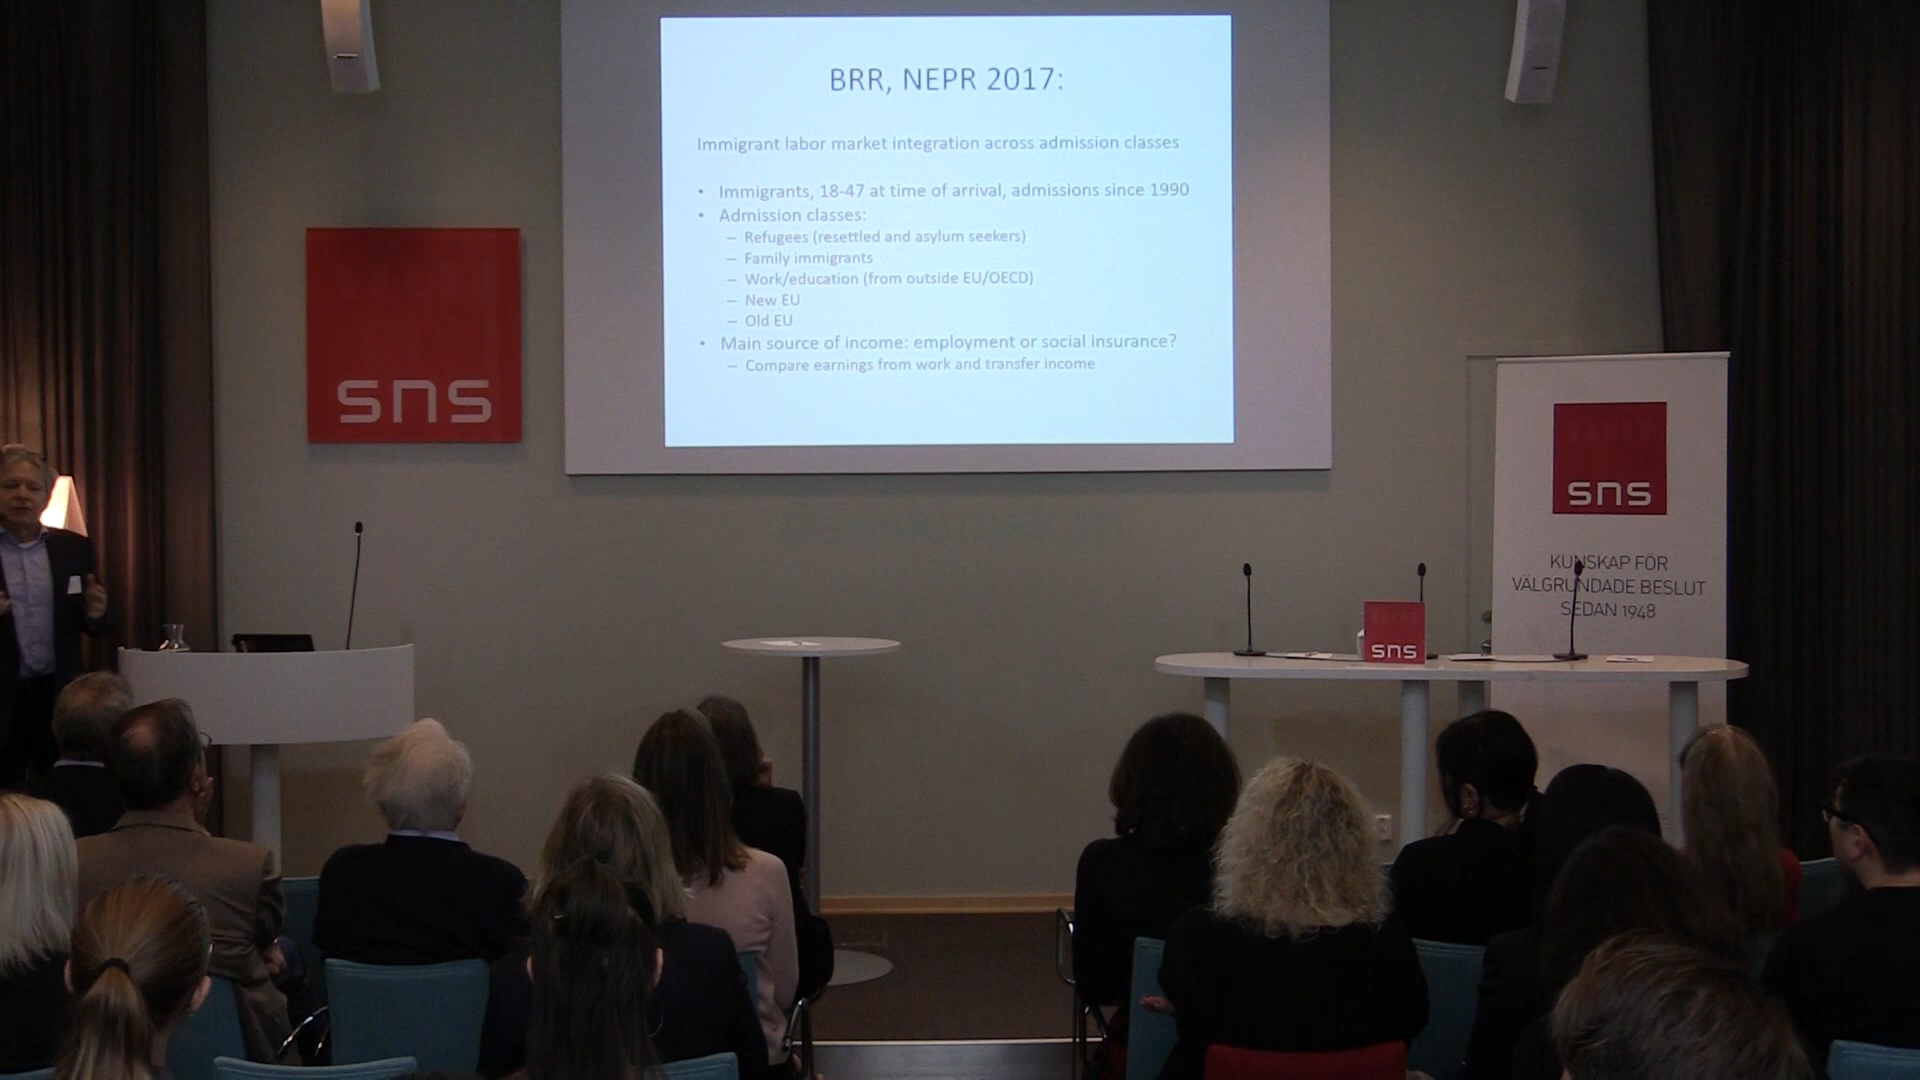 BRR, NEPR 2017:
Immigrant labor market integration across admission classes
• Immigrants, 18-47 at time of arrival, admissions since 1990
• Admission classes:
– Refugees (resettled and asylum seekers)
– Family immigrants
– Work/education (from outside EU/OECD)
– New EU
– Old EU
• Main source of income: employment or social insurance?
– Compare earnings from work and transfer income
sns
sns
KUNSKAP FÖR
VÄLGRUNDADE BESLUT
SEDAN 1948
sns